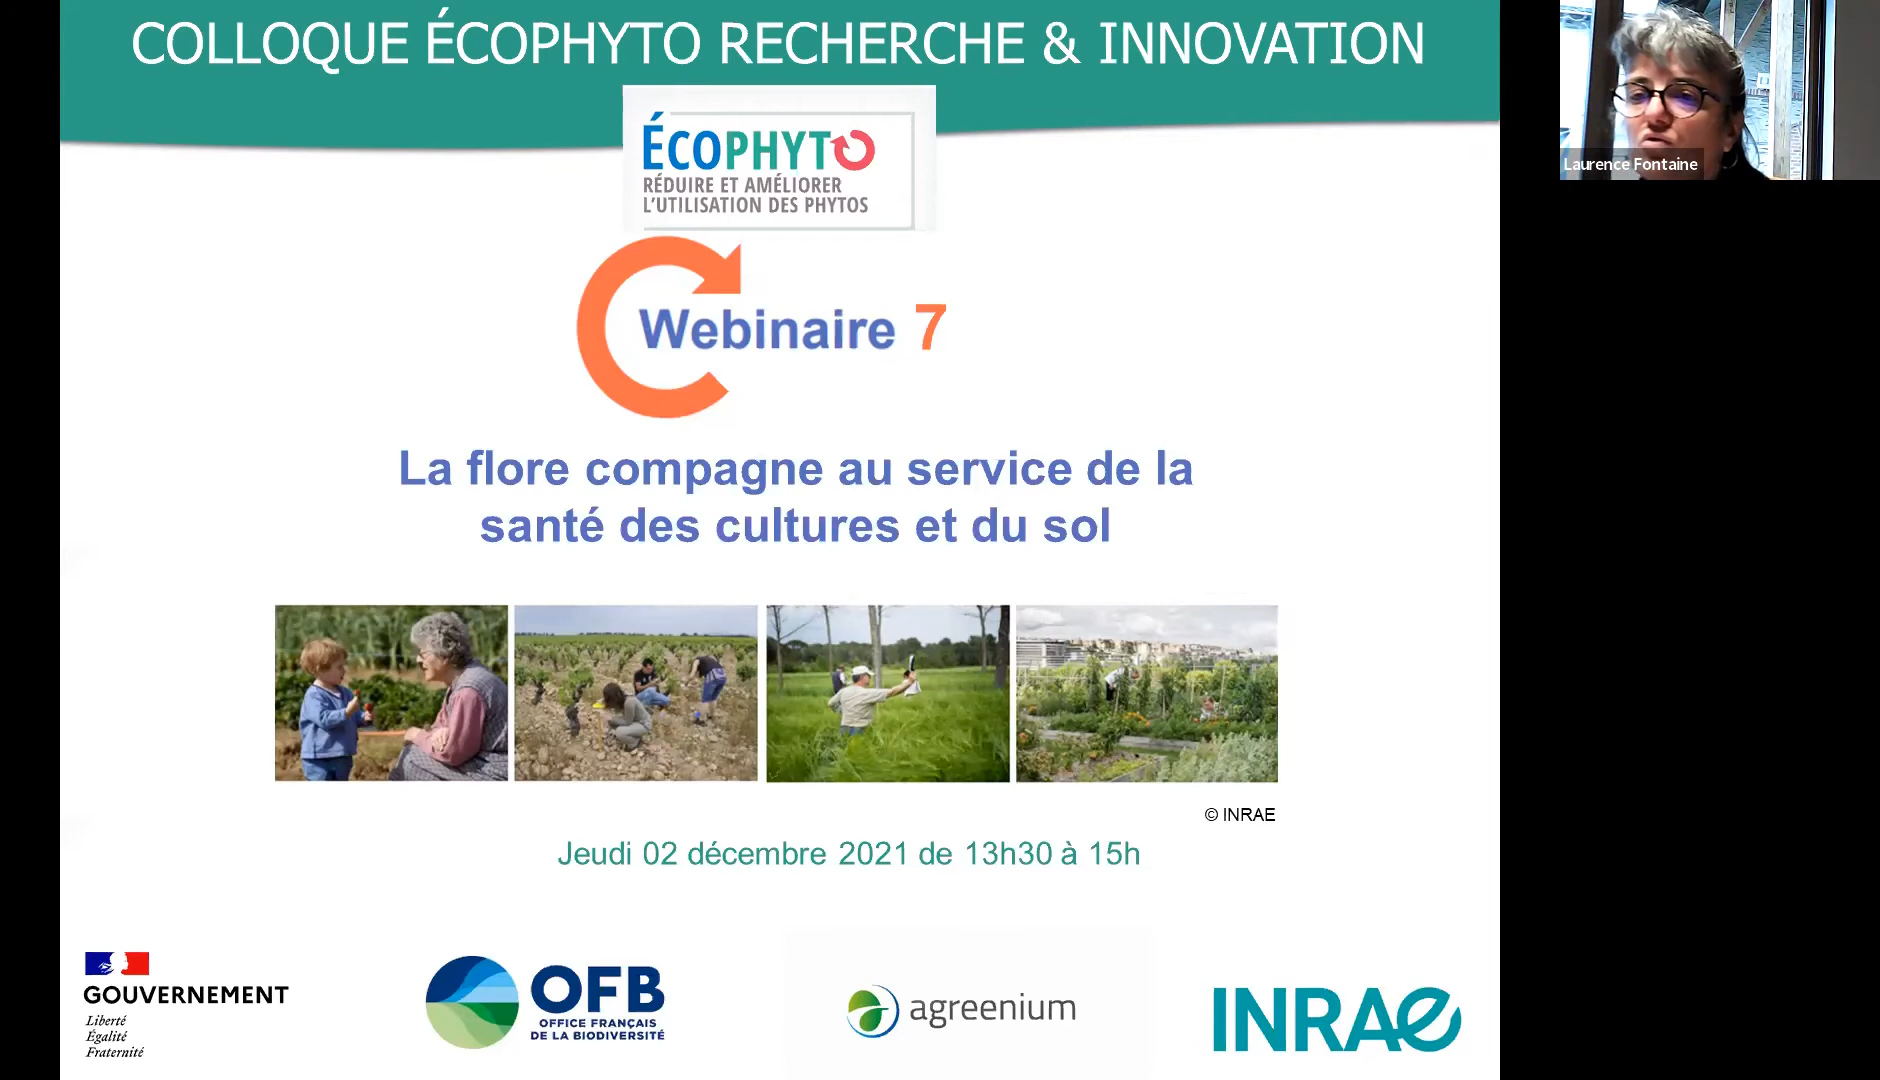 COLLOQUE ÉCOPHYTO RECHERCHE & INNOVATION
ÉCOPHYTO
RÉDUIRE ET AMÉLIORER
L'UTILISATION DES PHYTOS
Webinaire 7
La flore compagne au service de la
santé des cultures et du sol
© INRAE
Jeudi 02 décembre 2021 de 13h30 à 15h
GOUVERNEMENT
Liberté
Égalité
Fraternité
OFB
OFFICE FRANÇAIS
DE LA BIODIVERSITÉ
agreenium
INRAE
Laurence Fontaine